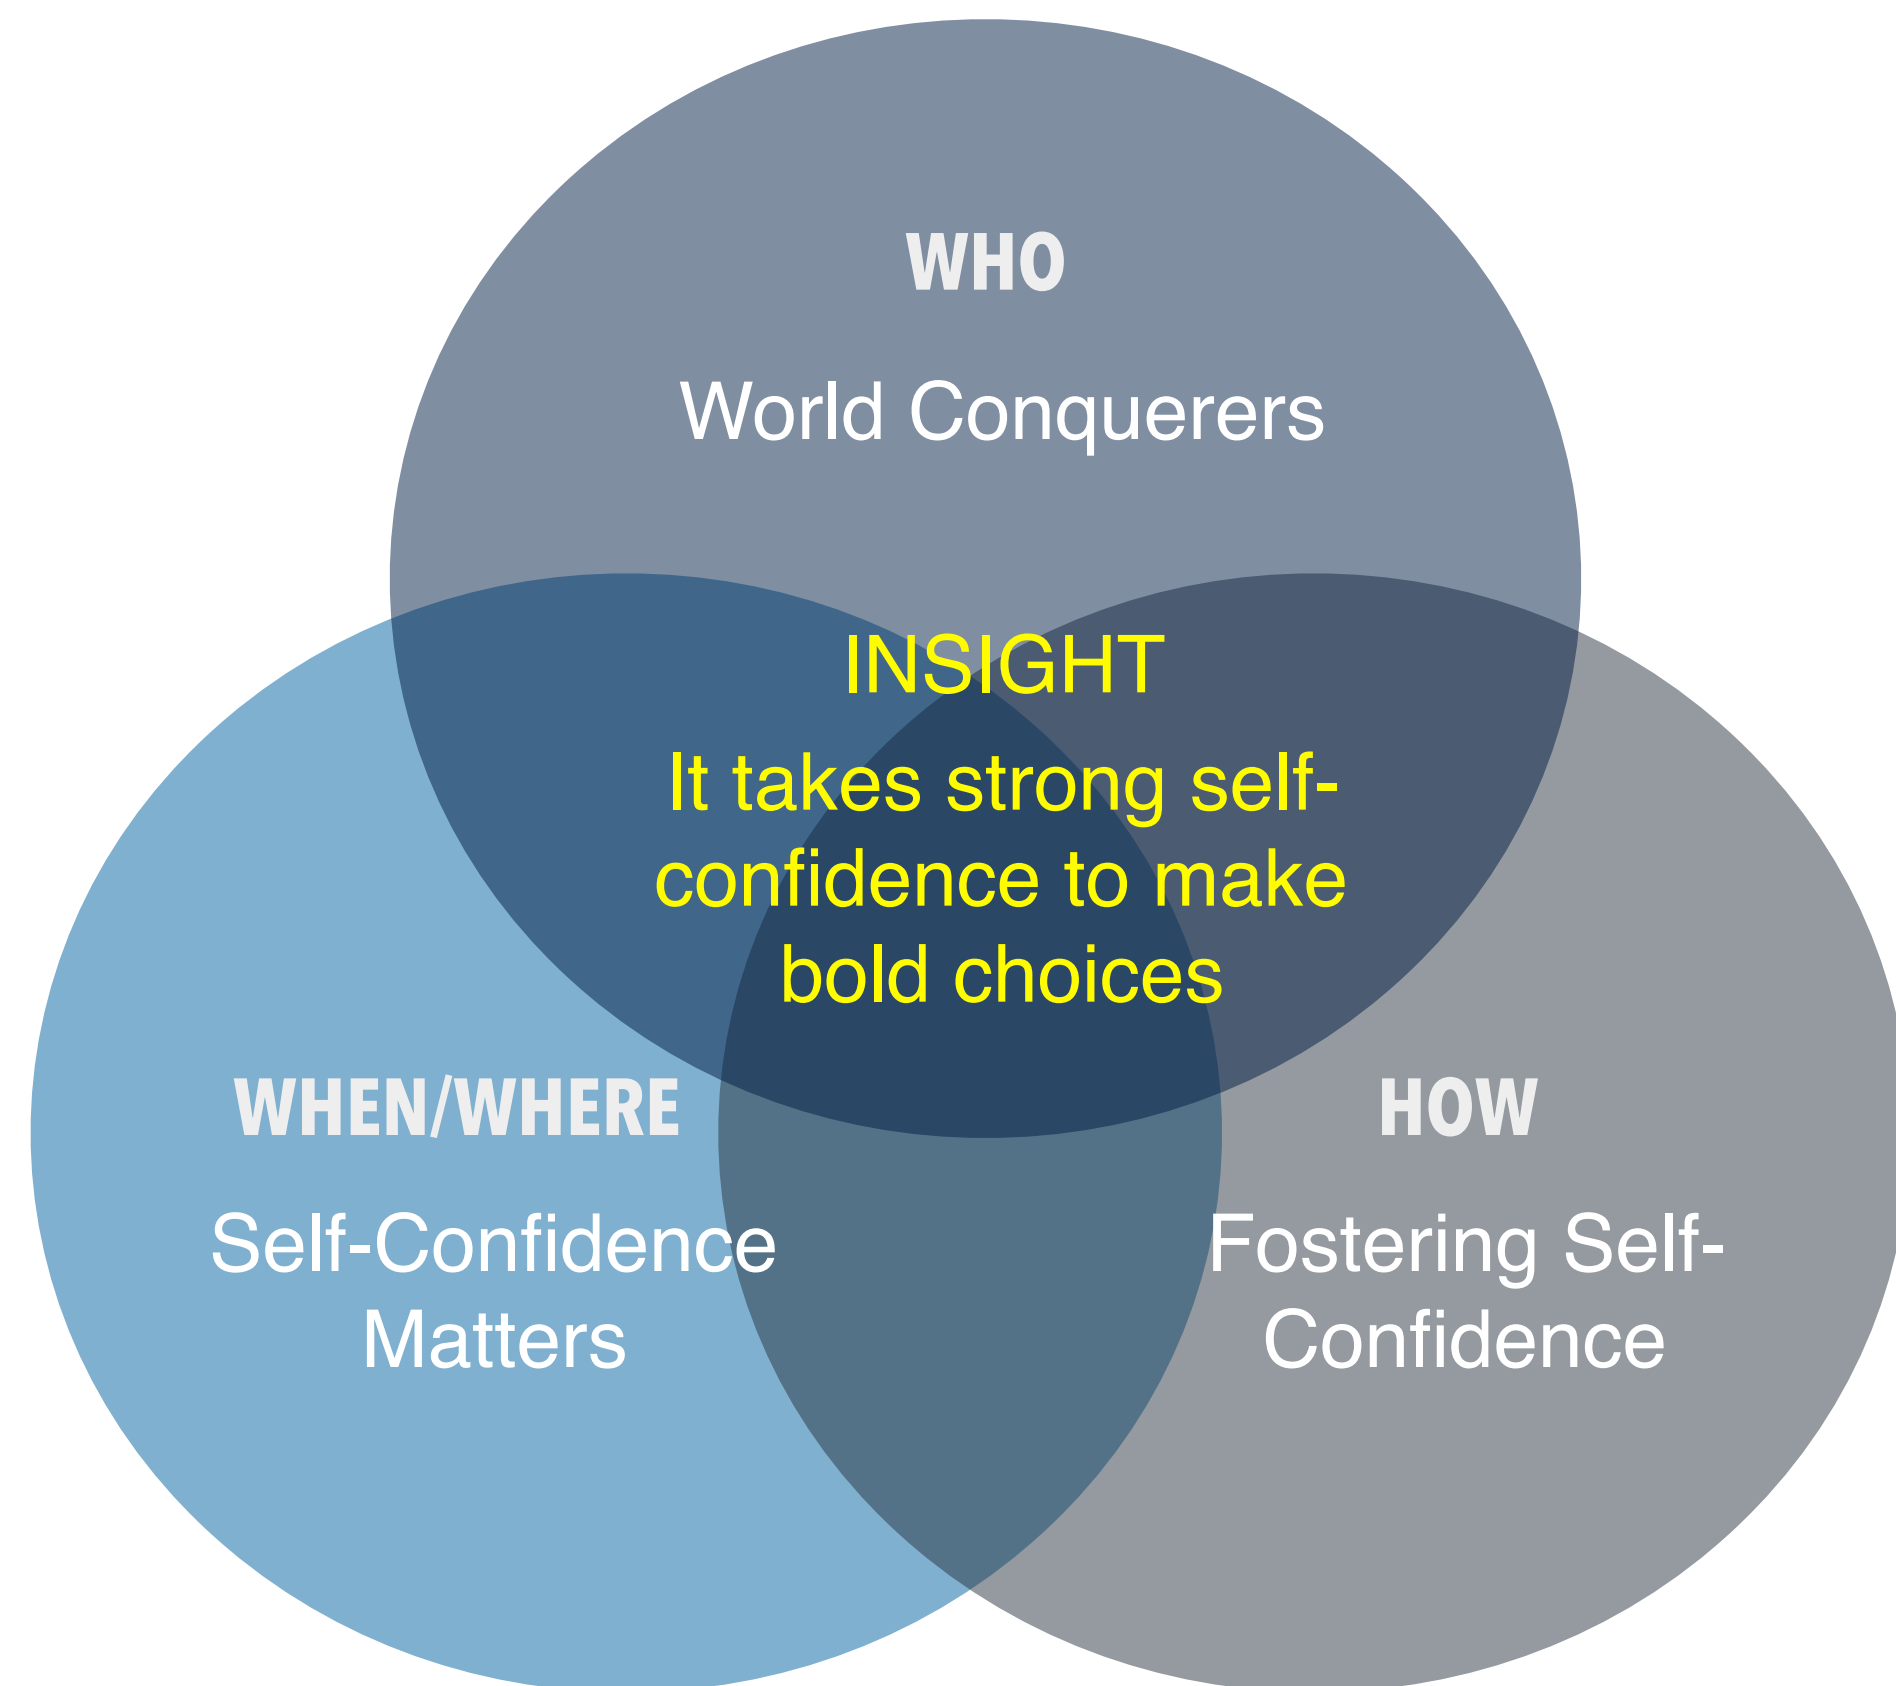 WHO
World Conquerers
INSIGHT
It takes strong self-
confidence to make
bold choices
WHEN/WHERE
Self-Confidence
Matters
HOW
Fostering Self-
Confidence